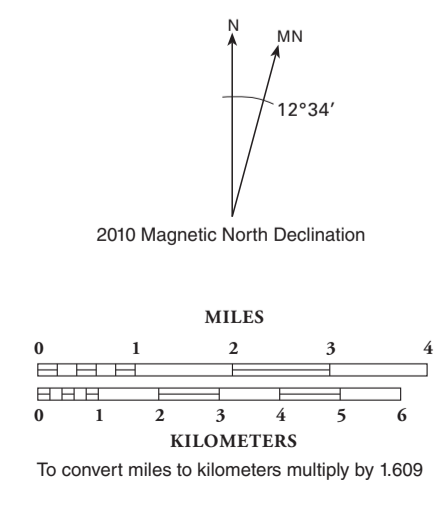 N
MN
12°34′
2010 Magnetic North Declination
MILES
0 1 2 3 4
0 1 2 3 4 5 6
KILOMETERS
To convert miles to kilometers multiply by 1.609